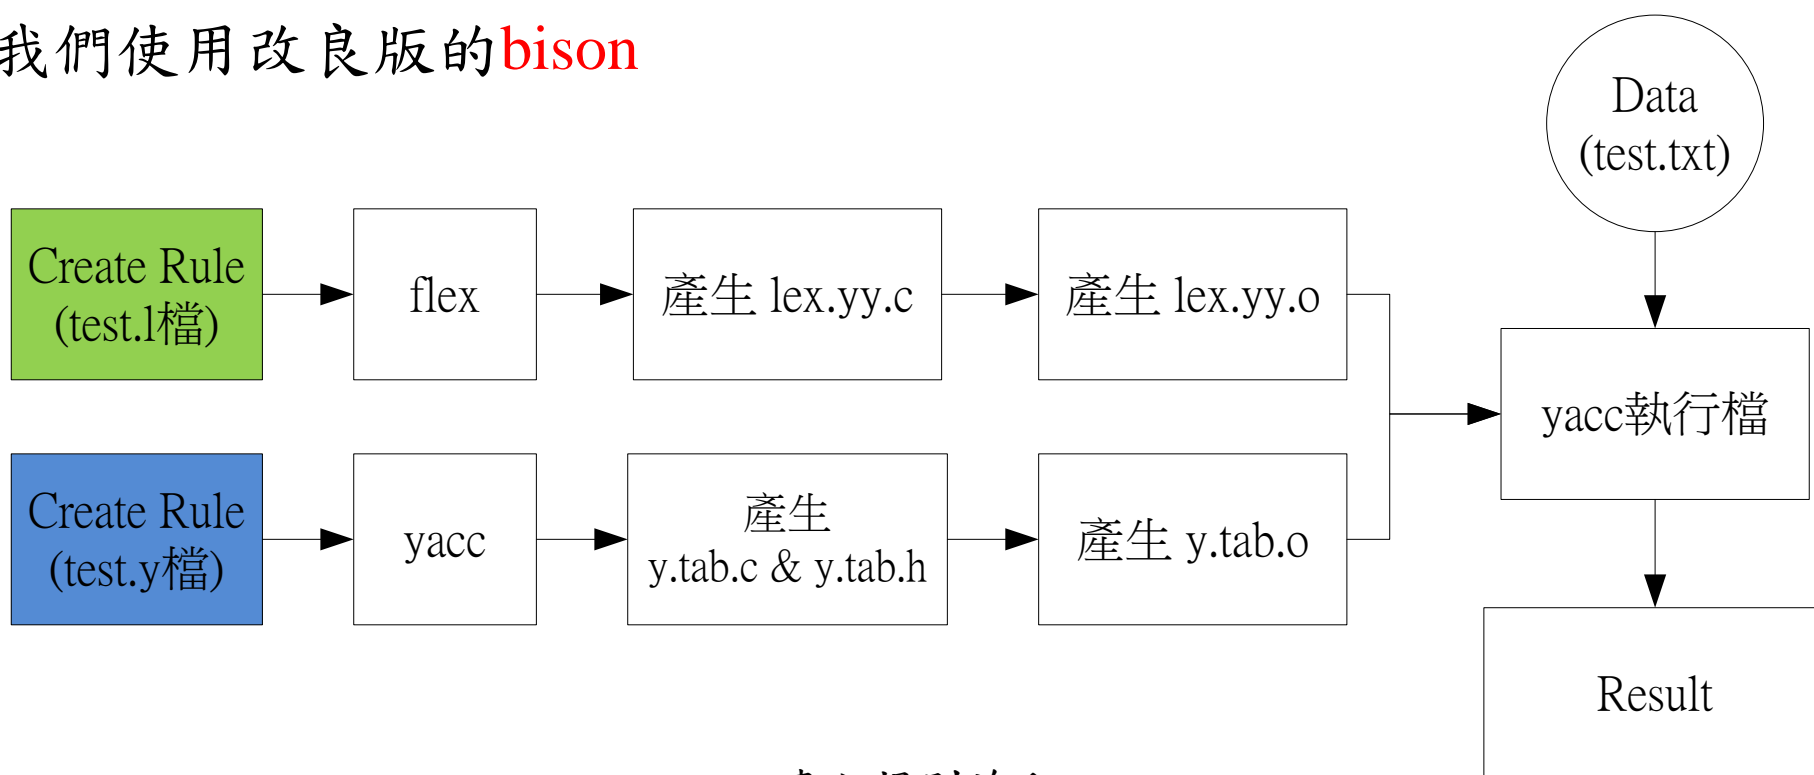 我們使用改良版的bison
Data
(test.txt)
Create Rule
(test.l檔)
flex
產生 lex.yy.c
產生 lex.yy.o
yacc執行檔
Create Rule
(test.y檔)
yacc
產生
y.tab.c & y.tab.h
產生 y.tab.o
Result